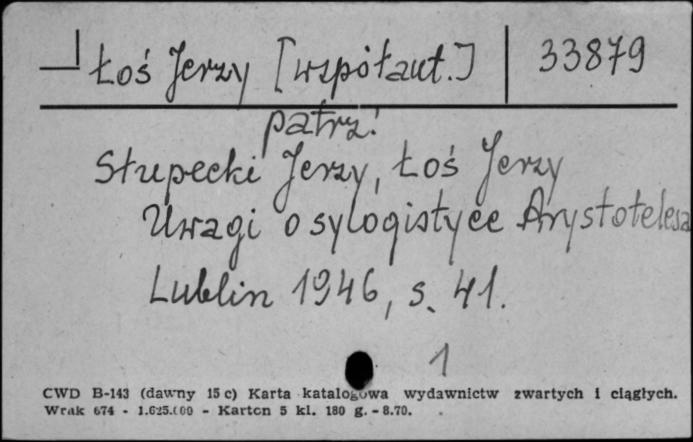 Łoś Jerzy [współaut.] 33879
patrz:
Słupecki Jerzy, Łoś Jerzy
Uwagi o sylogistyce Arystotelesa
Lublin 1946, s. 41.
1
CWD B-143 (dawny 15 c) Karta katalogowa wydawnictw zwartych i ciągłych.
Wrak 674 - 1.625.000 - Karton 5 kl. 180 g. - 8.70.